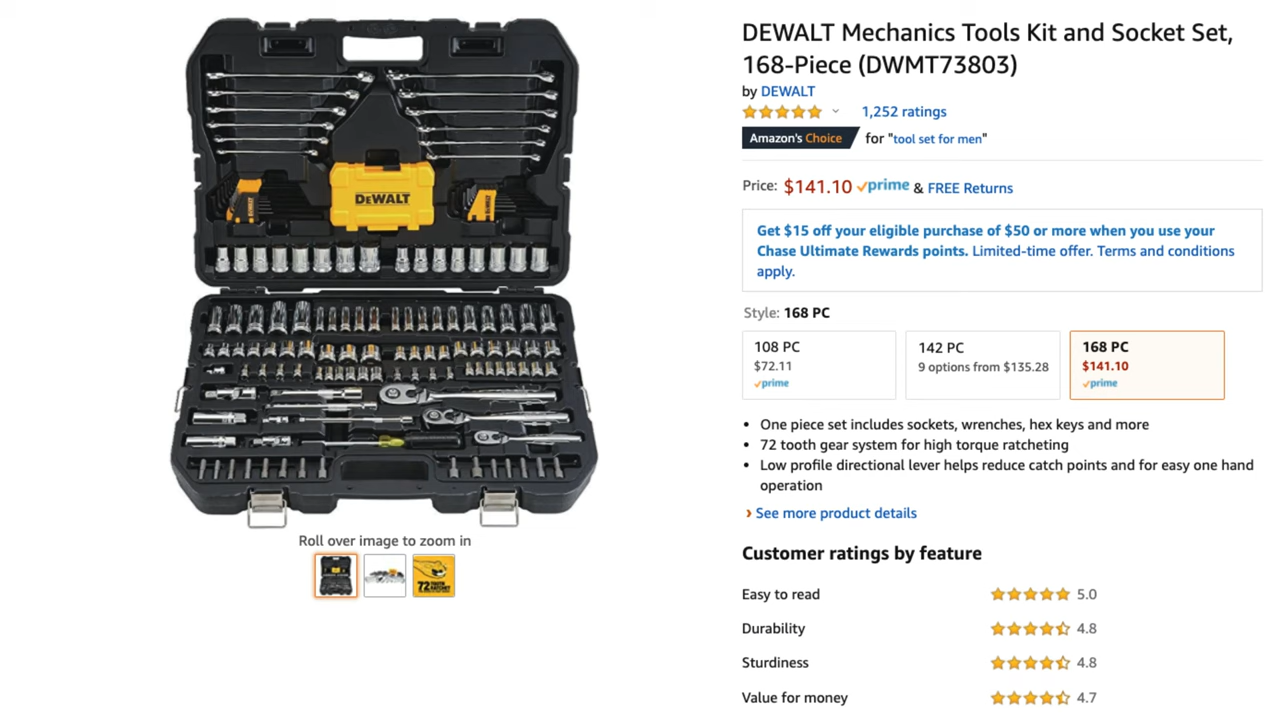 DEWALT Mechanics Tools Kit and Socket Set,
168-Piece (DWMT73803)
by DEWALT
1,252 ratings
Amazon's Choice for "tool set for men"
Price: $141.10 prime & FREE Returns
Get $15 off your eligible purchase of $50 or more when you use your
Chase Ultimate Rewards points. Limited-time offer. Terms and conditions
apply.
Style: 168 PC
108 PC
$72.11
prime
142 PC
9 options from $135.28
168 PC
$141.10
prime
One piece set includes sockets, wrenches, hex keys and more
72 tooth gear system for high torque ratcheting
Low profile directional lever helps reduce catch points and for easy one hand
operation
See more product details
Customer ratings by feature
Easy to read 5.0
Durability 4.8
Sturdiness 4.8
Value for money 4.7
DEWALT
Roll over image to zoom in
72